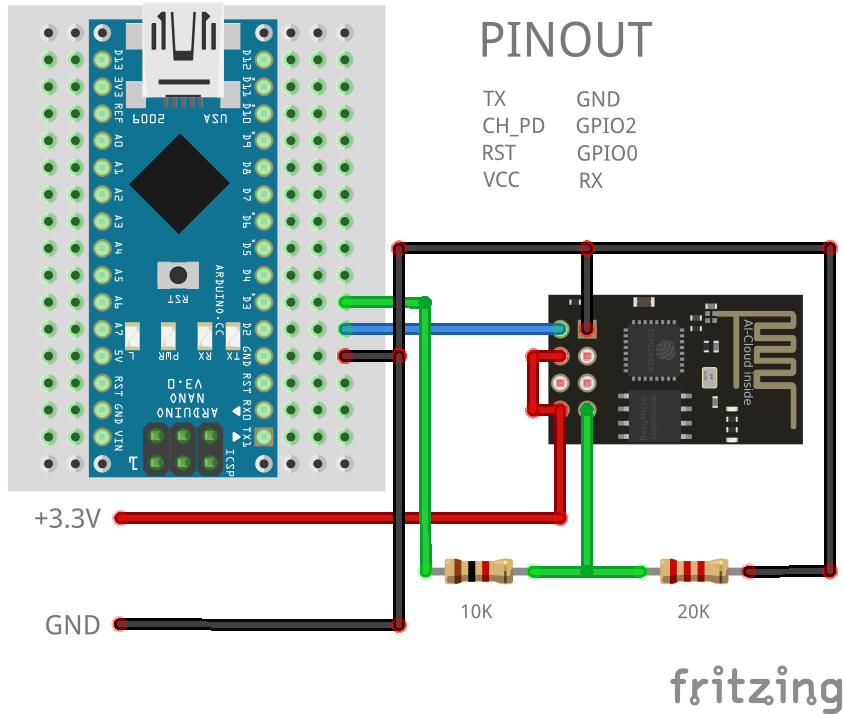 PINOUT
TX GND
CH_PD GPIO2
RST GPIO0
VCC RX
USA 2009
D13 D12
3V3 D11
REF D10
A0 D9
A1 D8
A2 D7
A3 D6
A4 D5
A5 D4
A6 D3
A7 D2
5V GND
RST RST
GND RX0
VIN TX1
RST
ARDUINO.CC
L PWR RX TX
ARDUINO
NANO
V3.0
1 ICSP
AI-Cloud inside
ESP8266EX
BergMicro
+3.3V
GND
10K 20K
fritzing